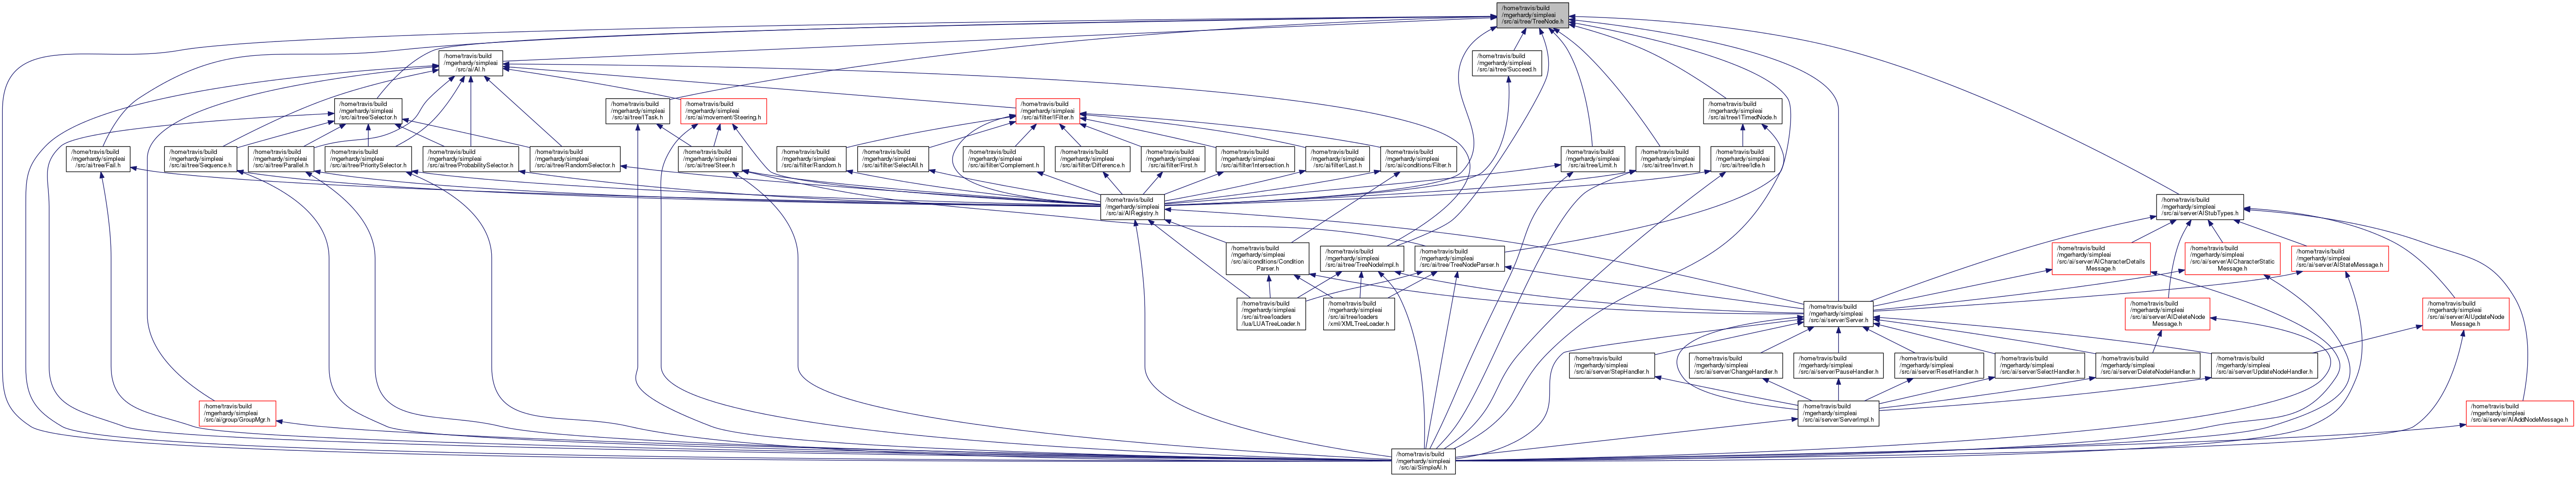 /home/travis/build
/mgerhardy/simpleai
/src/ai/tree/TreeNode.h
/home/travis/build
/mgerhardy/simpleai
/src/ai/AI.h
/home/travis/build
/mgerhardy/simpleai
/src/ai/tree/Succeed.h
/home/travis/build
/mgerhardy/simpleai
/src/ai/tree/Selector.h
/home/travis/build
/mgerhardy/simpleai
/src/ai/tree/ITask.h
/home/travis/build
/mgerhardy/simpleai
/src/ai/movement/Steering.h
/home/travis/build
/mgerhardy/simpleai
/src/ai/filter/IFilter.h
/home/travis/build
/mgerhardy/simpleai
/src/ai/tree/ITimedNode.h
/home/travis/build
/mgerhardy/simpleai
/src/ai/tree/Fail.h
/home/travis/build
/mgerhardy/simpleai
/src/ai/tree/Sequence.h
/home/travis/build
/mgerhardy/simpleai
/src/ai/tree/Parallel.h
/home/travis/build
/mgerhardy/simpleai
/src/ai/tree/PrioritySelector.h
/home/travis/build
/mgerhardy/simpleai
/src/ai/tree/ProbabilitySelector.h
/home/travis/build
/mgerhardy/simpleai
/src/ai/tree/RandomSelector.h
/home/travis/build
/mgerhardy/simpleai
/src/ai/tree/Steer.h
/home/travis/build
/mgerhardy/simpleai
/src/ai/filter/Random.h
/home/travis/build
/mgerhardy/simpleai
/src/ai/filter/SelectAll.h
/home/travis/build
/mgerhardy/simpleai
/src/ai/filter/Complement.h
/home/travis/build
/mgerhardy/simpleai
/src/ai/filter/Difference.h
/home/travis/build
/mgerhardy/simpleai
/src/ai/filter/First.h
/home/travis/build
/mgerhardy/simpleai
/src/ai/filter/Intersection.h
/home/travis/build
/mgerhardy/simpleai
/src/ai/filter/Last.h
/home/travis/build
/mgerhardy/simpleai
/src/ai/conditions/Filter.h
/home/travis/build
/mgerhardy/simpleai
/src/ai/tree/Limit.h
/home/travis/build
/mgerhardy/simpleai
/src/ai/tree/Invert.h
/home/travis/build
/mgerhardy/simpleai
/src/ai/tree/Idle.h
/home/travis/build
/mgerhardy/simpleai
/src/ai/AIRegistry.h
/home/travis/build
/mgerhardy/simpleai
/src/ai/server/AIStubTypes.h
/home/travis/build
/mgerhardy/simpleai
/src/ai/conditions/Condition
Parser.h
/home/travis/build
/mgerhardy/simpleai
/src/ai/tree/TreeNodeImpl.h
/home/travis/build
/mgerhardy/simpleai
/src/ai/tree/TreeNodeParser.h
/home/travis/build
/mgerhardy/simpleai
/src/ai/server/AICharacterDetails
Message.h
/home/travis/build
/mgerhardy/simpleai
/src/ai/server/AICharacterStatic
Message.h
/home/travis/build
/mgerhardy/simpleai
/src/ai/server/AIStateMessage.h
/home/travis/build
/mgerhardy/simpleai
/src/ai/tree/loaders
/lua/LUATreeLoader.h
/home/travis/build
/mgerhardy/simpleai
/src/ai/tree/loaders
/xml/XMLTreeLoader.h
/home/travis/build
/mgerhardy/simpleai
/src/ai/server/Server.h
/home/travis/build
/mgerhardy/simpleai
/src/ai/server/AIDeleteNode
Message.h
/home/travis/build
/mgerhardy/simpleai
/src/ai/server/AIUpdateNode
Message.h
/home/travis/build
/mgerhardy/simpleai
/src/ai/server/StepHandler.h
/home/travis/build
/mgerhardy/simpleai
/src/ai/server/ChangeHandler.h
/home/travis/build
/mgerhardy/simpleai
/src/ai/server/PauseHandler.h
/home/travis/build
/mgerhardy/simpleai
/src/ai/server/ResetHandler.h
/home/travis/build
/mgerhardy/simpleai
/src/ai/server/SelectHandler.h
/home/travis/build
/mgerhardy/simpleai
/src/ai/server/DeleteNodeHandler.h
/home/travis/build
/mgerhardy/simpleai
/src/ai/server/UpdateNodeHandler.h
/home/travis/build
/mgerhardy/simpleai
/src/ai/group/GroupMgr.h
/home/travis/build
/mgerhardy/simpleai
/src/ai/server/ServerImpl.h
/home/travis/build
/mgerhardy/simpleai
/src/ai/server/AIAddNodeMessage.h
/home/travis/build
/mgerhardy/simpleai
/src/ai/SimpleAI.h